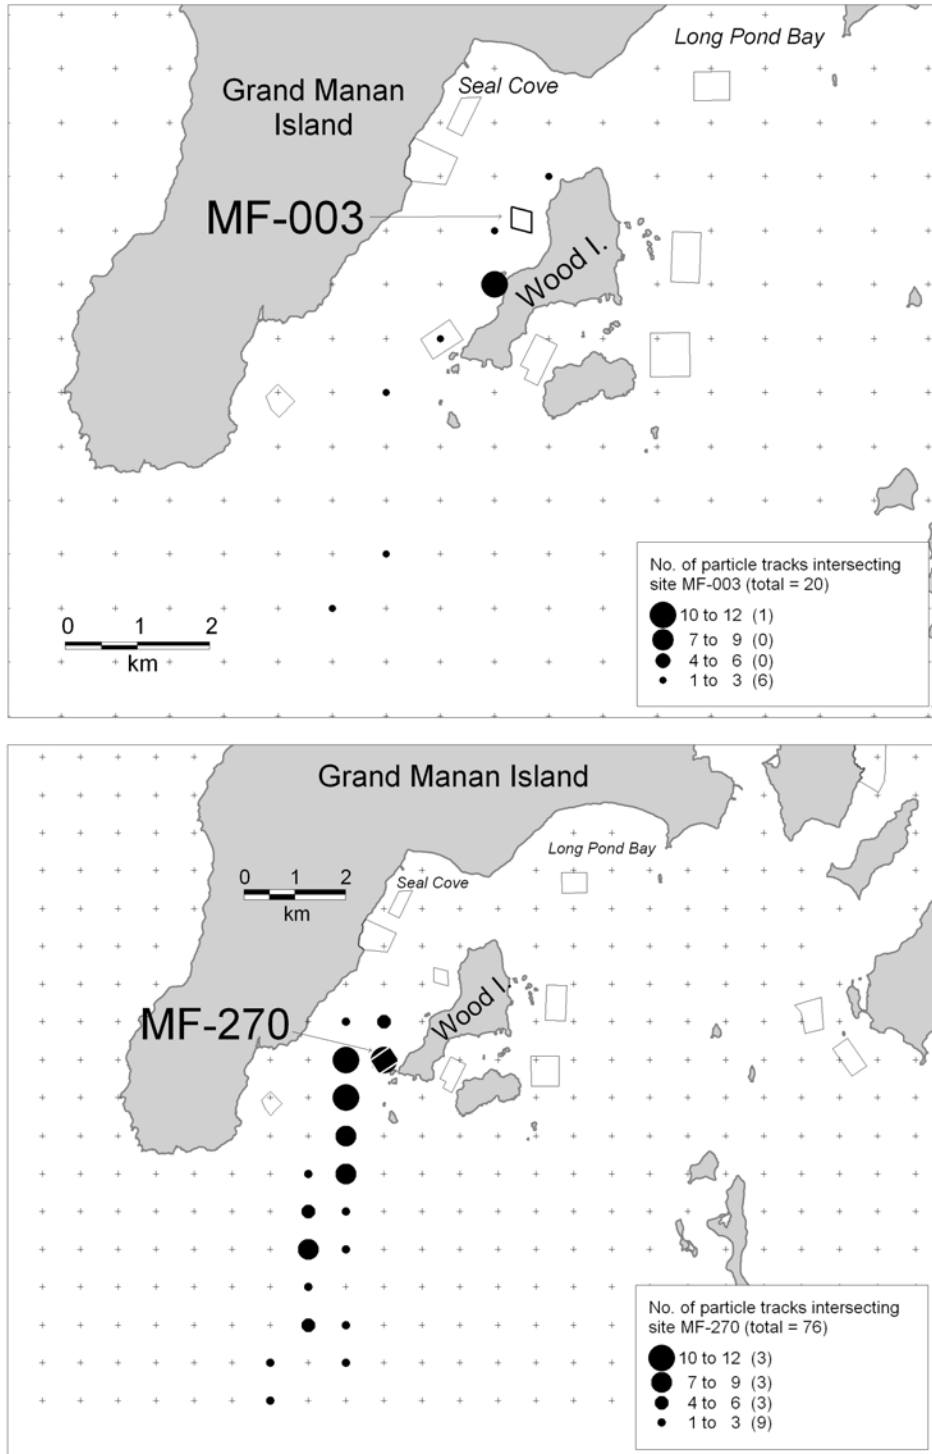 Long Pond Bay
Seal Cove
Grand Manan
Island
MF-003
Wood I.
No. of particle tracks intersecting
site MF-003 (total = 20)
10 to 12 (1)
7 to 9 (0)
4 to 6 (0)
1 to 3 (6)
0 1 2
km
Grand Manan Island
Long Pond Bay
0 1 2
km
Seal Cove
Wood I.
MF-270
No. of particle tracks intersecting
site MF-270 (total = 76)
10 to 12 (3)
7 to 9 (3)
4 to 6 (3)
1 to 3 (9)